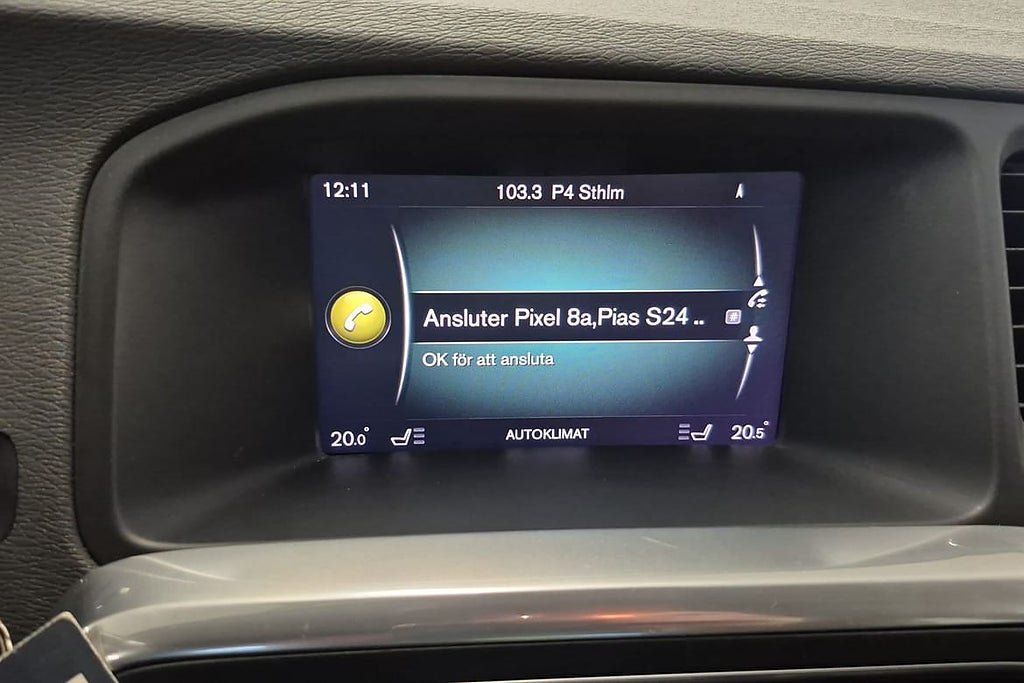 12:11
103.3 P4 Sthlm
Ansluter Pixel 8a,Pias S24 ..
#
OK för att ansluta
20.0°
AUTOKLIMAT
20.5°